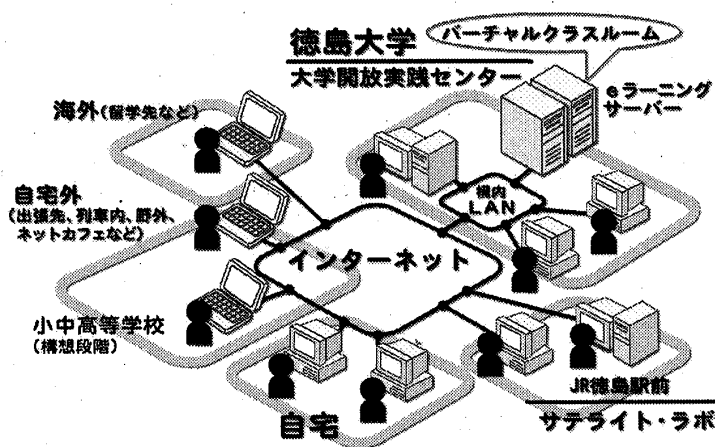 徳島大学
バーチャルクラスルーム
大学開放実践センター
eラーニング
サーバー
海外(留学先など)
自宅外
(出張先、列車内、野外、
ネットカフェなど)
構内
LAN
インターネット
小中高等学校
(構想段階)
自宅
JR徳島駅前
サテライト・ラボ